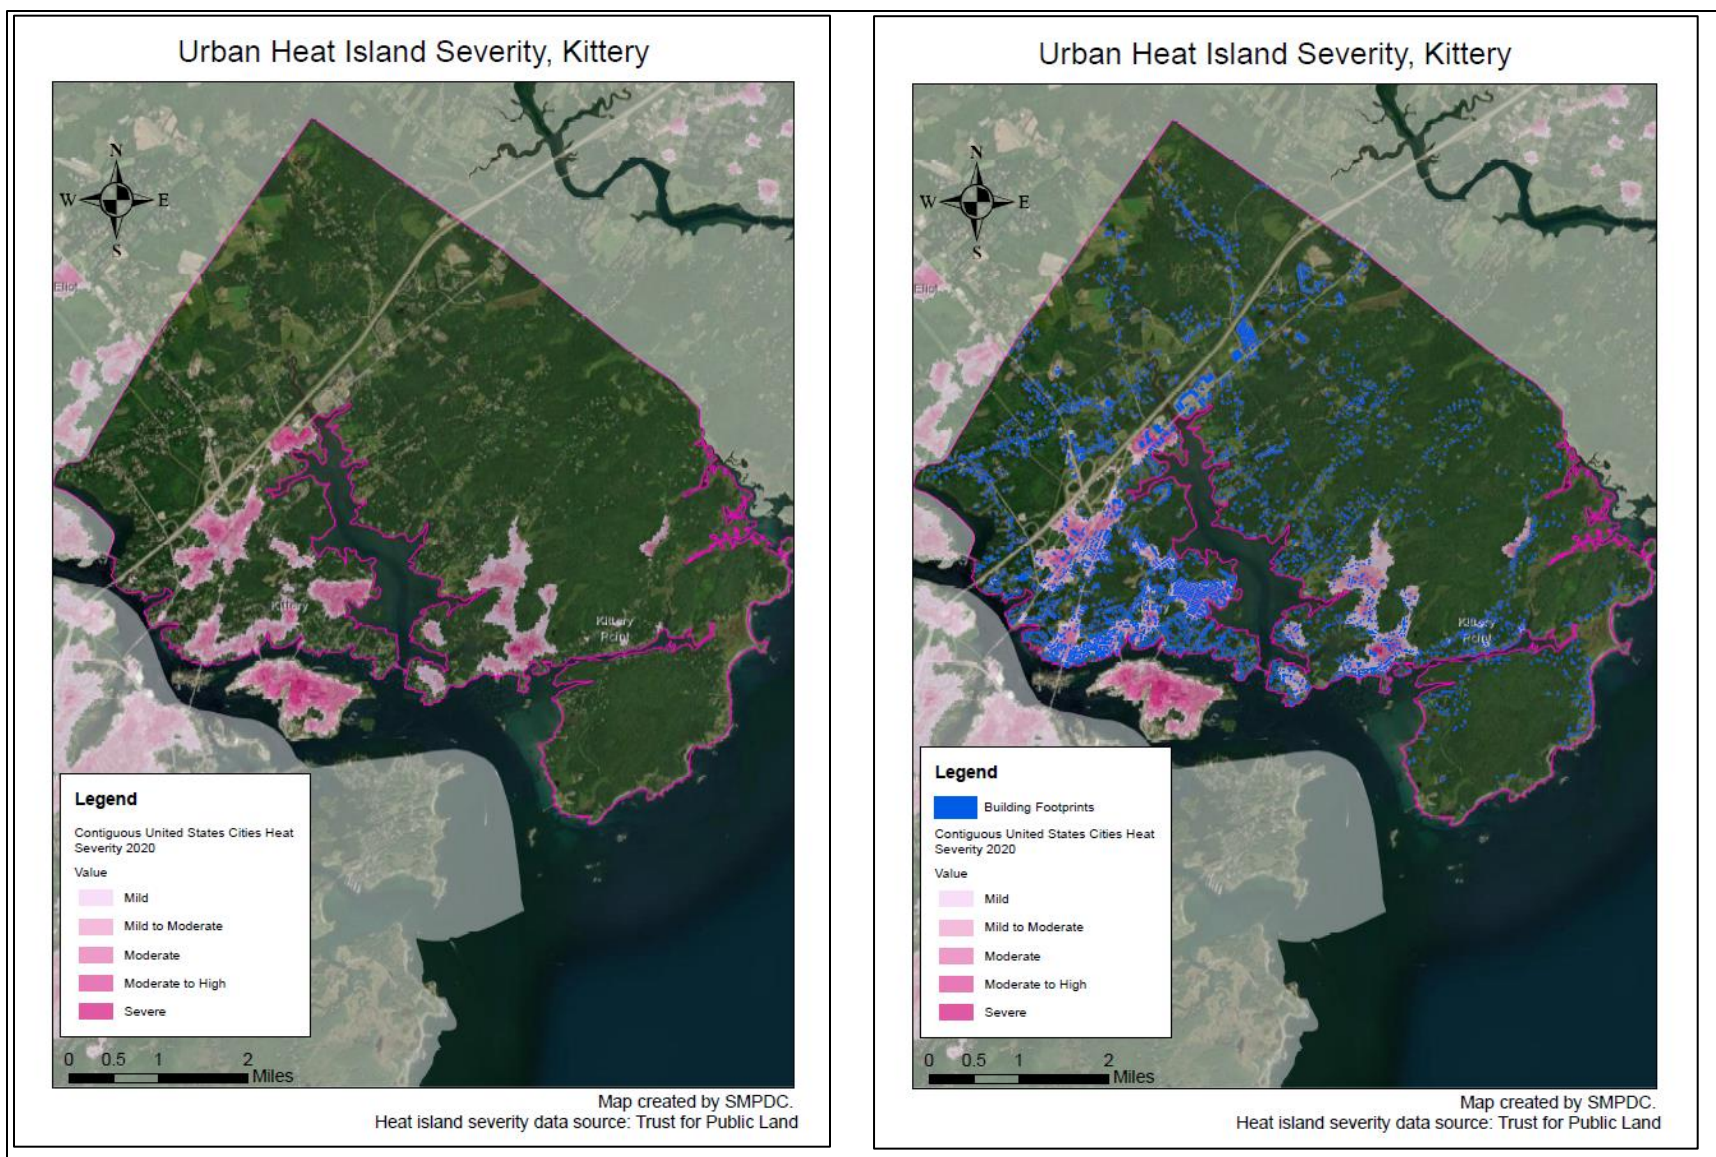 Urban Heat Island Severity, Kittery
N
W
E
S
Eliot
Kittery
Kittery
Point
Legend
Contiguous United States Cities Heat
Severity 2020
Value
Mild
Mild to Moderate
Moderate
Moderate to High
Severe
0 0.5 1 2
Miles
Map created by SMPDC.
Heat island severity data source: Trust for Public Land
Urban Heat Island Severity, Kittery
N
W
E
S
Eliot
Kittery
Point
Legend
Building Footprints
Contiguous United States Cities Heat
Severity 2020
Value
Mild
Mild to Moderate
Moderate
Moderate to High
Severe
0 0.5 1 2
Miles
Map created by SMPDC.
Heat island severity data source: Trust for Public Land